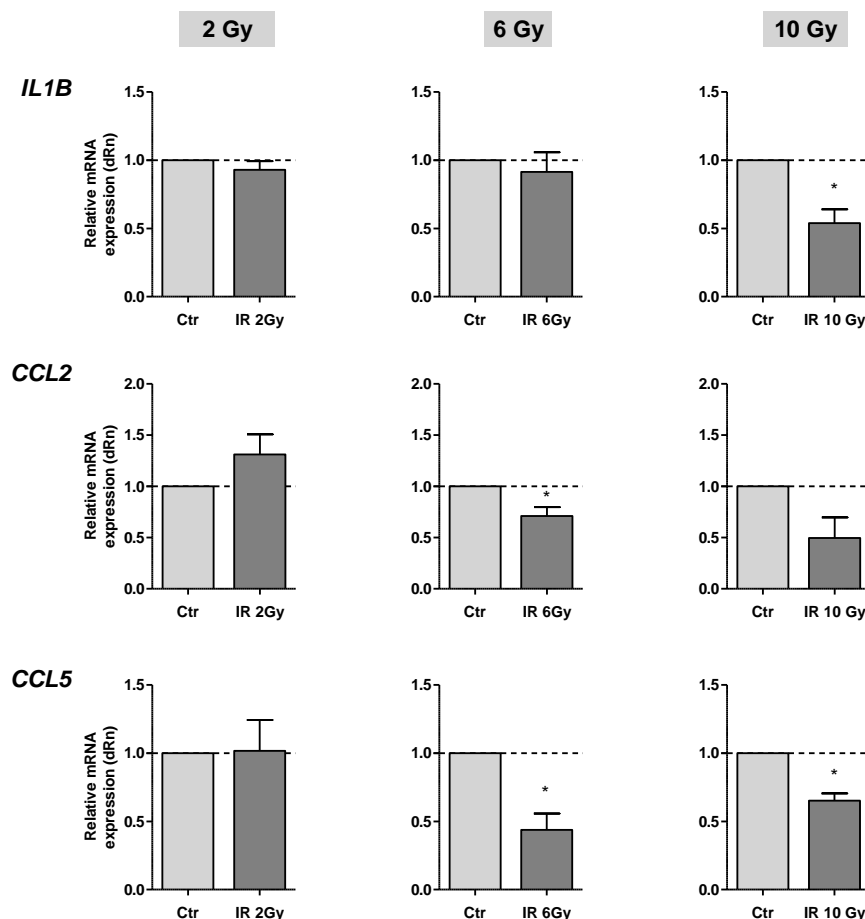 2 Gy 6 Gy 10 Gy
IL1B
Relative mRNA
expression (dRn)
1.5 1.5 1.5
1.0 1.0 1.0
*
0.5 0.5 0.5
0.0 0.0 0.0
Ctr IR 2Gy Ctr IR 6Gy Ctr IR 10 Gy
CCL2
Relative mRNA
expression (dRn)
2.0 2.0 2.0
1.5 1.5 1.5
1.0 1.0 1.0
*
0.5 0.5 0.5
0.0 0.0 0.0
Ctr IR 2Gy Ctr IR 6Gy Ctr IR 10 Gy
CCL5
Relative mRNA
expression (dRn)
1.5 1.5 1.5
1.0 1.0 1.0
* *
0.5 0.5 0.5
0.0 0.0 0.0
Ctr IR 2Gy Ctr IR 6Gy Ctr IR 10 Gy